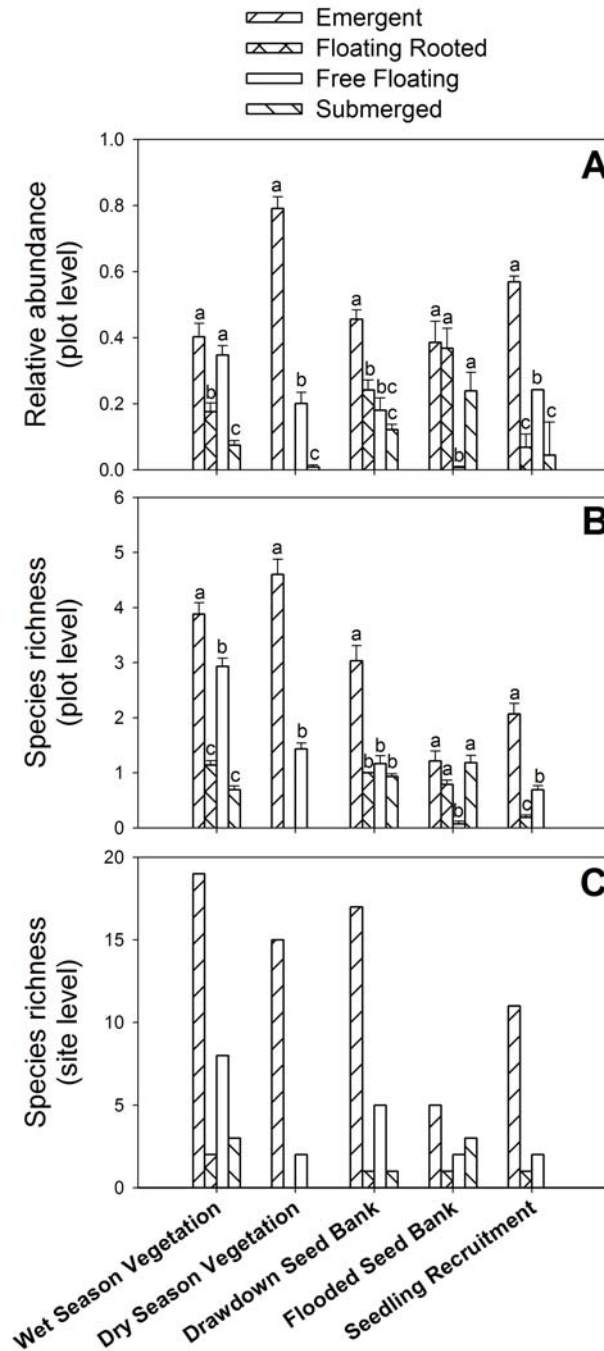 Emergent
Floating Rooted
Free Floating
Submerged
A
Relative abundance
(plot level)
1.0
0.8
0.6
0.4
0.2
0.0
a
b
a
c
a
b
c
a
b
bc
c
a
a
b
a
a
c
b
c
B
Species richness
(plot level)
6
5
4
3
2
1
0
a
c
b
c
a
b
a
b
b
b
a
a
b
a
a
c
b
C
Species richness
(site level)
20
15
10
5
0
Wet Season Vegetation
Dry Season Vegetation
Drawdown Seed Bank
Flooded Seed Bank
Seedling Recruitment